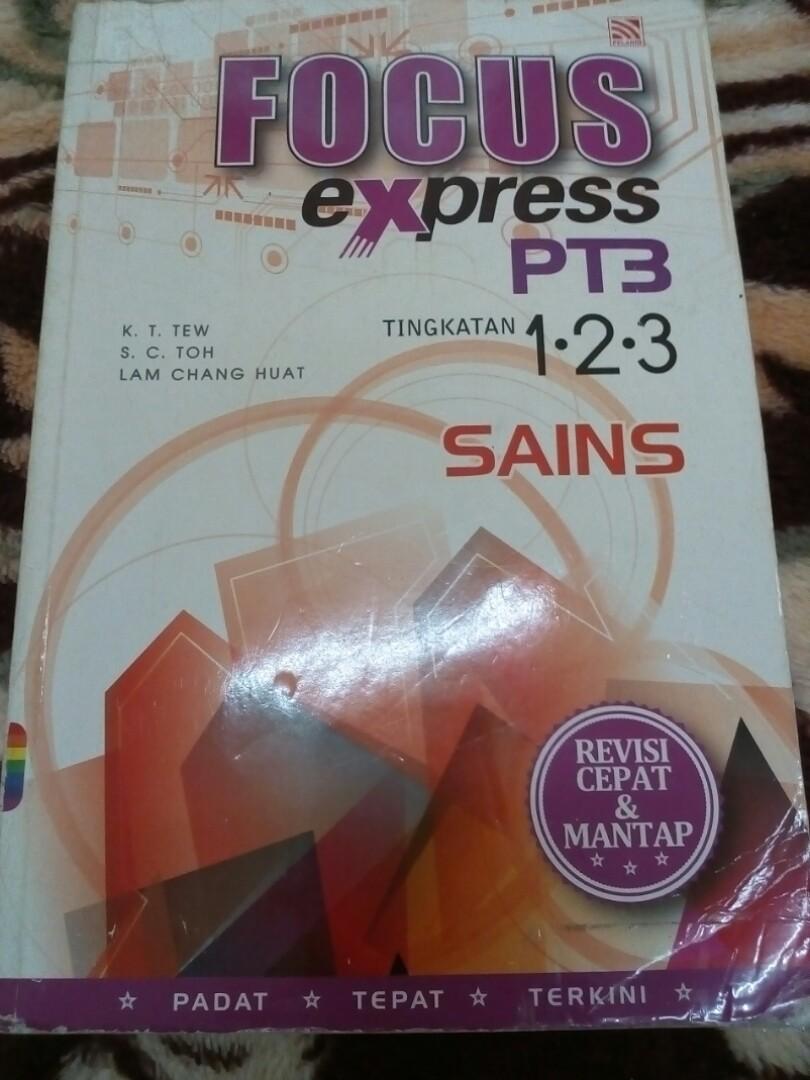 PELANGI
FOCUS
express
PT3
TINGKATAN 1•2•3
K. T. TEW
S. C. TOH
LAM CHANG HUAT
SAINS
REVISI
CEPAT
&
MANTAP
PADAT TEPAT TERKINI